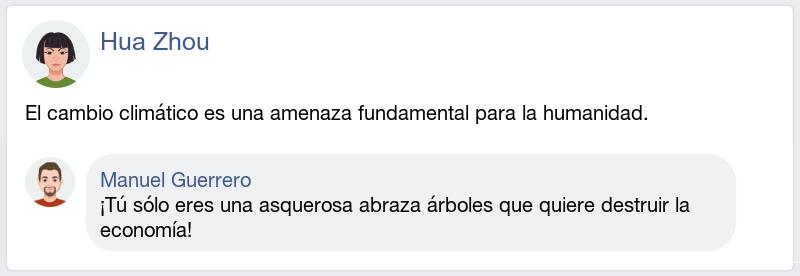 Hua Zhou
El cambio climático es una amenaza fundamental para la humanidad.
Manuel Guerrero
¡Tú sólo eres una asquerosa abraza árboles que quiere destruir la
economía!